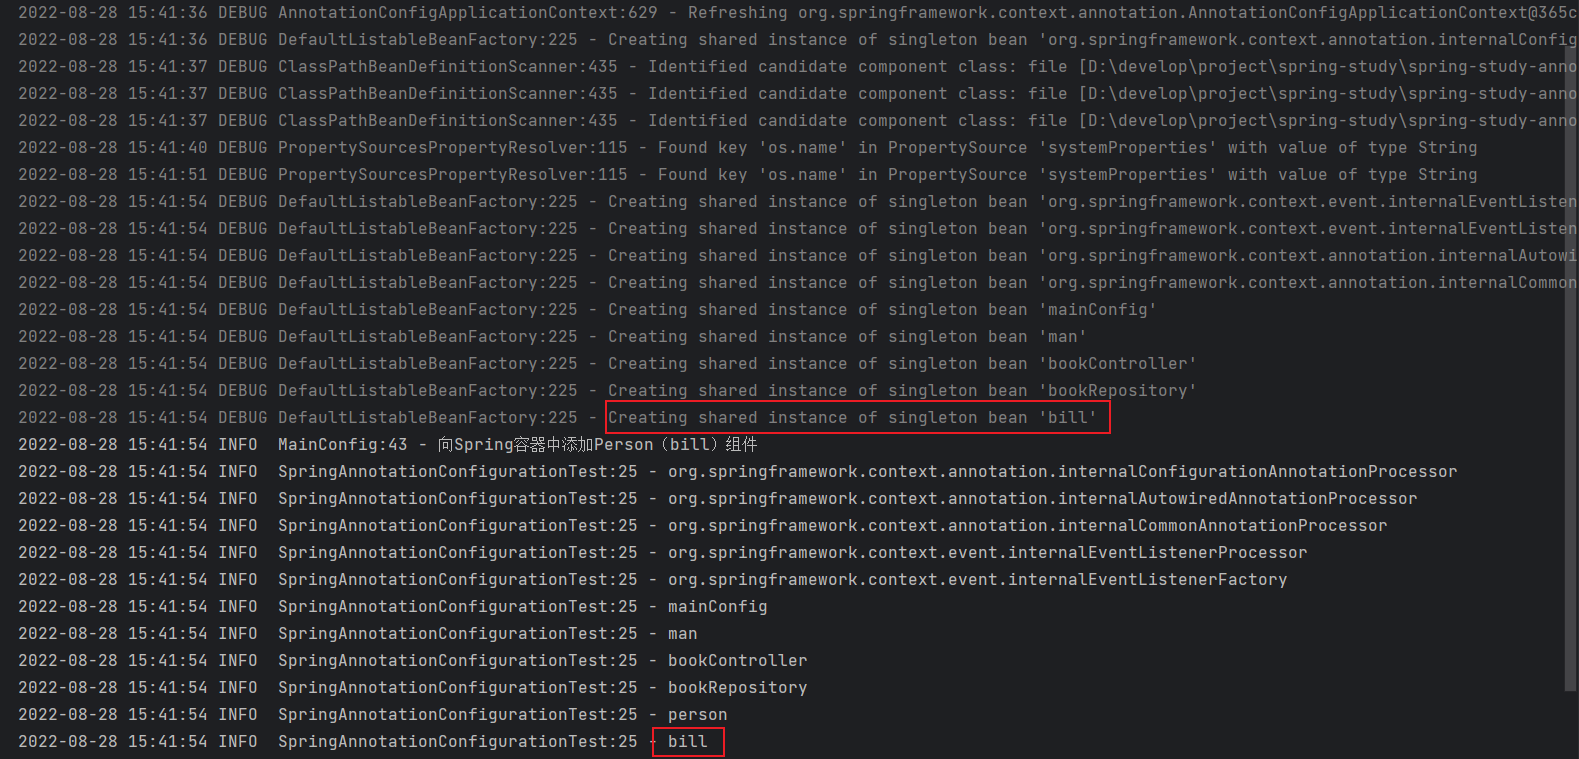 2022-08-28 15:41:36 DEBUG AnnotationConfigApplicationContext:629 - Refreshing org.springframework.context.annotation.AnnotationConfigApplicationContext@365c
2022-08-28 15:41:36 DEBUG DefaultListableBeanFactory:225 - Creating shared instance of singleton bean 'org.springframework.context.annotation.internalConfig
2022-08-28 15:41:37 DEBUG ClassPathBeanDefinitionScanner:435 - Identified candidate component class: file [D:\develop\project\spring-study\spring-study-anno
2022-08-28 15:41:37 DEBUG ClassPathBeanDefinitionScanner:435 - Identified candidate component class: file [D:\develop\project\spring-study\spring-study-anno
2022-08-28 15:41:37 DEBUG ClassPathBeanDefinitionScanner:435 - Identified candidate component class: file [D:\develop\project\spring-study\spring-study-anno
2022-08-28 15:41:40 DEBUG PropertySourcesPropertyResolver:115 - Found key 'os.name' in PropertySource 'systemProperties' with value of type String
2022-08-28 15:41:51 DEBUG PropertySourcesPropertyResolver:115 - Found key 'os.name' in PropertySource 'systemProperties' with value of type String
2022-08-28 15:41:54 DEBUG DefaultListableBeanFactory:225 - Creating shared instance of singleton bean 'org.springframework.context.event.internalEventListen
2022-08-28 15:41:54 DEBUG DefaultListableBeanFactory:225 - Creating shared instance of singleton bean 'org.springframework.context.event.internalEventListen
2022-08-28 15:41:54 DEBUG DefaultListableBeanFactory:225 - Creating shared instance of singleton bean 'org.springframework.context.annotation.internalAutowi
2022-08-28 15:41:54 DEBUG DefaultListableBeanFactory:225 - Creating shared instance of singleton bean 'org.springframework.context.annotation.internalCommon
2022-08-28 15:41:54 DEBUG DefaultListableBeanFactory:225 - Creating shared instance of singleton bean 'mainConfig'
2022-08-28 15:41:54 DEBUG DefaultListableBeanFactory:225 - Creating shared instance of singleton bean 'man'
2022-08-28 15:41:54 DEBUG DefaultListableBeanFactory:225 - Creating shared instance of singleton bean 'bookController'
2022-08-28 15:41:54 DEBUG DefaultListableBeanFactory:225 - Creating shared instance of singleton bean 'bookRepository'
2022-08-28 15:41:54 DEBUG DefaultListableBeanFactory:225 - Creating shared instance of singleton bean 'bill'
2022-08-28 15:41:54 INFO  MainConfig:43 - 向Spring容器中添加Person（bill）组件
2022-08-28 15:41:54 INFO  SpringAnnotationConfigurationTest:25 - org.springframework.context.annotation.internalConfigurationAnnotationProcessor
2022-08-28 15:41:54 INFO  SpringAnnotationConfigurationTest:25 - org.springframework.context.annotation.internalAutowiredAnnotationProcessor
2022-08-28 15:41:54 INFO  SpringAnnotationConfigurationTest:25 - org.springframework.context.annotation.internalCommonAnnotationProcessor
2022-08-28 15:41:54 INFO  SpringAnnotationConfigurationTest:25 - org.springframework.context.event.internalEventListenerProcessor
2022-08-28 15:41:54 INFO  SpringAnnotationConfigurationTest:25 - org.springframework.context.event.internalEventListenerFactory
2022-08-28 15:41:54 INFO  SpringAnnotationConfigurationTest:25 - mainConfig
2022-08-28 15:41:54 INFO  SpringAnnotationConfigurationTest:25 - man
2022-08-28 15:41:54 INFO  SpringAnnotationConfigurationTest:25 - bookController
2022-08-28 15:41:54 INFO  SpringAnnotationConfigurationTest:25 - bookRepository
2022-08-28 15:41:54 INFO  SpringAnnotationConfigurationTest:25 - person
2022-08-28 15:41:54 INFO  SpringAnnotationConfigurationTest:25 - bill